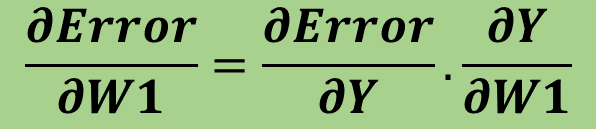 ∂Error/∂W1 = ∂Error/∂Y . ∂Y/∂W1